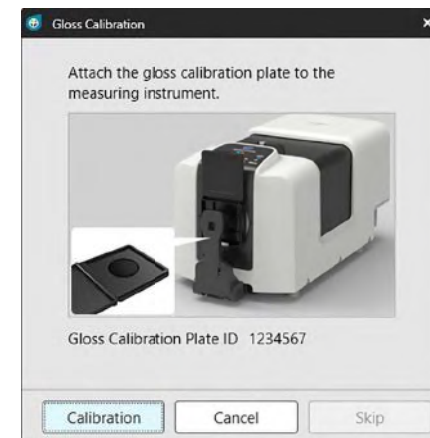 Gloss Calibration
Attach the gloss calibration plate to the
measuring instrument.
Gloss Calibration Plate ID 1234567
Calibration
Cancel
Skip